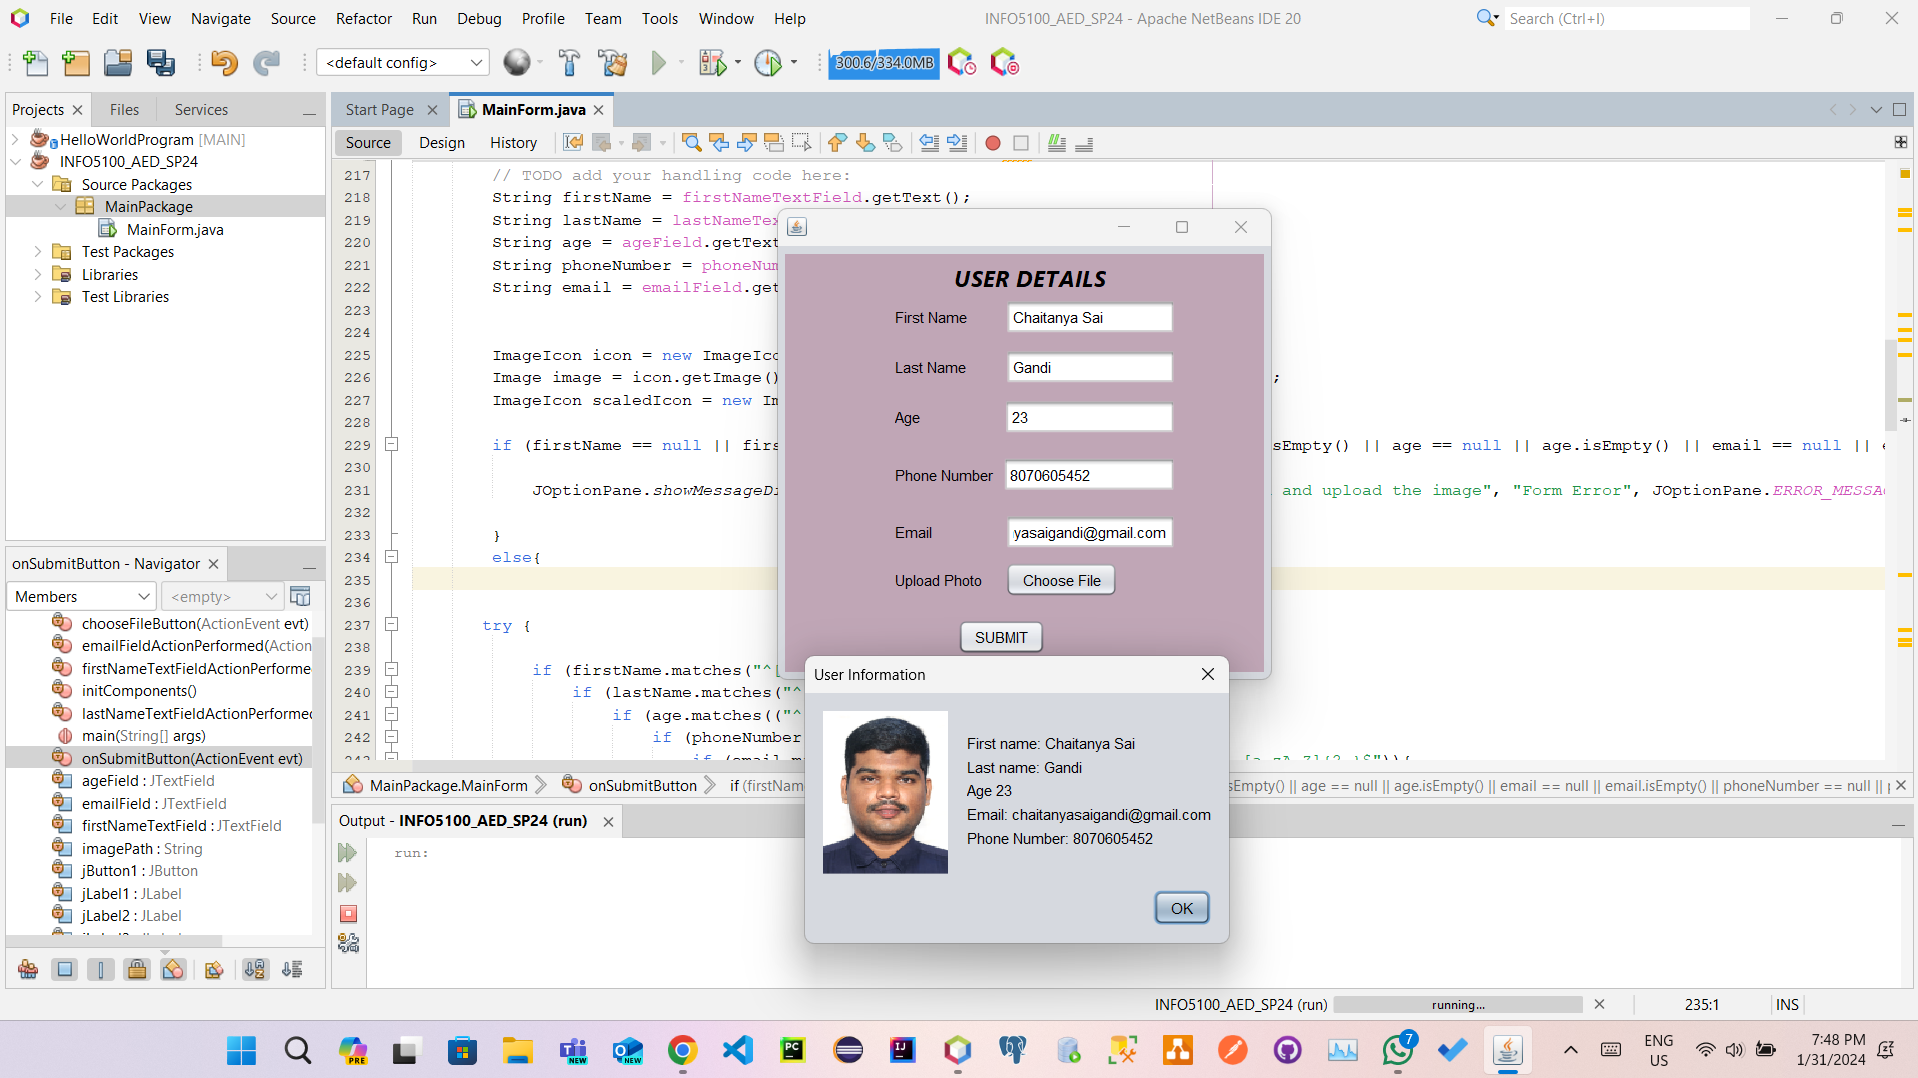 File Edit View Navigate Source Refactor Run Debug Profile Team Tools Window Help
INFO5100_AED_SP24 - Apache NetBeans IDE 20
Search (Ctrl+I)
<default config>
300.6/334.0MB
Projects Files Services
HelloWorldProgram [MAIN]
INFO5100_AED_SP24
Source Packages
MainPackage
MainForm.java
Test Packages
Libraries
Test Libraries
onSubmitButton - Navigator
Members <empty>
chooseFileButton(ActionEvent evt)
emailFieldActionPerformed(Action
firstNameTextFieldActionPerforme
initComponents()
lastNameTextFieldActionPerformed
main(String[] args)
onSubmitButton(ActionEvent evt)
ageField : JTextField
emailField : JTextField
firstNameTextField : JTextField
imagePath : String
jButton1 : JButton
jLabel1 : JLabel
jLabel2 : JLabel
Start Page MainForm.java
Source Design History
217 // TODO add your handling code here:
218 String firstName = firstNameTextField.getText();
219 String lastName = lastNameTex
220 String age = ageField.getText
221 String phoneNumber = phoneNum
222 String email = emailField.get
223
224
225 ImageIcon icon = new ImageIco
226 Image image = icon.getImage() ;
227 ImageIcon scaledIcon = new Im
228
229 if (firstName == null || firs sEmpty() || age == null || age.isEmpty() || email == null || e
230
231 JOptionPane.showMessageDi and upload the image", "Form Error", JOptionPane.ERROR_MESSAG
232
233 }
234 else{
235
236
237 try {
238
239 if (firstName.matches("^[
240 if (lastName.matches("^
241 if (age.matches(("^
242 if (phoneNumber
MainPackage.MainForm onSubmitButton if (firstNam sEmpty() || age == null || age.isEmpty() || email == null || email.isEmpty() || phoneNumber == null ||
Output - INFO5100_AED_SP24 (run)
run:
USER DETAILS
First Name Chaitanya Sai
Last Name Gandi
Age 23
Phone Number 8070605452
Email yasaigandi@gmail.com
Upload Photo Choose File
SUBMIT
User Information
First name: Chaitanya Sai
Last name: Gandi
Age 23
Email: chaitanyasaigandi@gmail.com
Phone Number: 8070605452
OK
INFO5100_AED_SP24 (run) running... 235:1 INS
PRE
NEW
NEW
PC
IJ
7
ENG
US
7:48 PM
1/31/2024